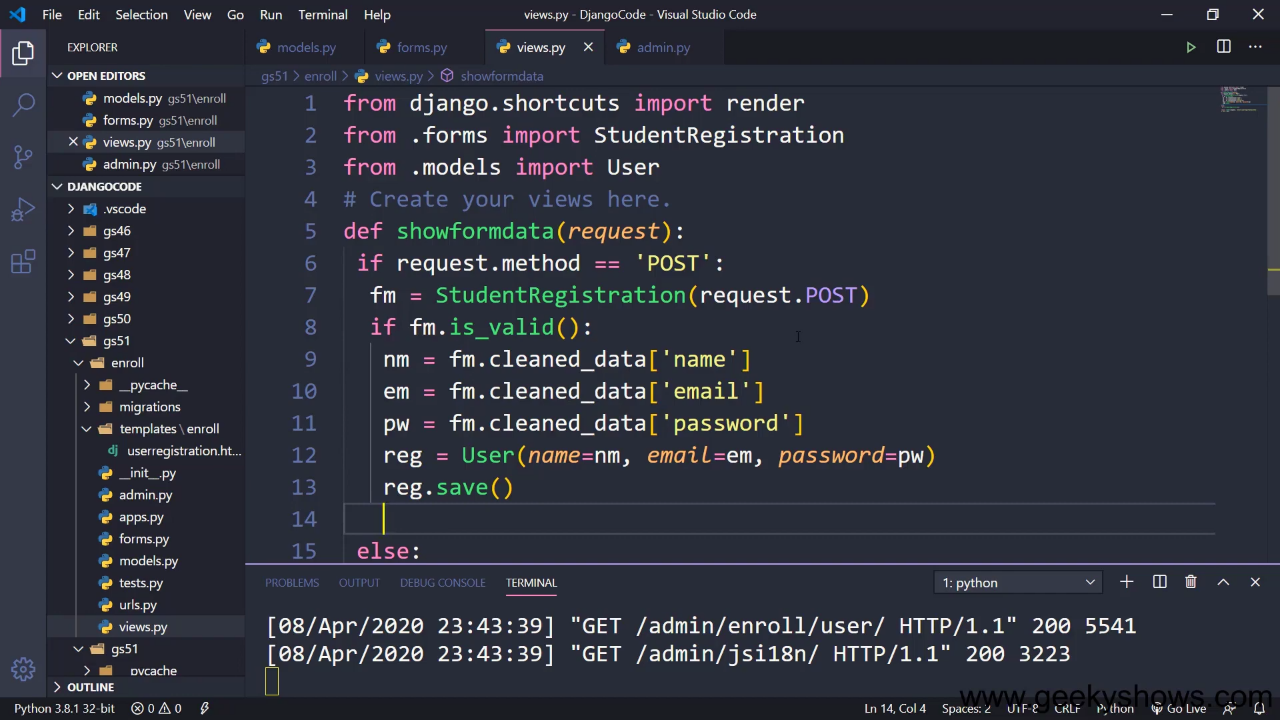 File Edit Selection View Go Run Terminal Help views.py - DjangoCode - Visual Studio Code
EXPLORER
OPEN EDITORS
models.py gs51\enroll
forms.py gs51\enroll
views.py gs51\enroll
admin.py gs51\enroll
DJANGOCODE
.vscode
gs46
gs47
gs48
gs49
gs50
gs51
enroll
__pycache__
migrations
templates \ enroll
userregistration.ht...
__init__.py
admin.py
apps.py
forms.py
models.py
tests.py
urls.py
views.py
gs51
pycache
OUTLINE
models.py forms.py views.py admin.py
gs51 > enroll > views.py > showformdata
1 from django.shortcuts import render
2 from .forms import StudentRegistration
3 from .models import User
4 # Create your views here.
5 def showformdata(request):
6 if request.method == 'POST':
7 fm = StudentRegistration(request.POST)
8 if fm.is_valid():
9 nm = fm.cleaned_data['name']
10 em = fm.cleaned_data['email']
11 pw = fm.cleaned_data['password']
12 reg = User(name=nm, email=em, password=pw)
13 reg.save()
14
15 else:
PROBLEMS OUTPUT DEBUG CONSOLE TERMINAL 1: python
[08/Apr/2020 23:43:39] "GET /admin/enroll/user/ HTTP/1.1" 200 5541
[08/Apr/2020 23:43:39] "GET /admin/jsi18n/ HTTP/1.1" 200 3223
www.geekyshows.com
Python 3.8.1 32-bit 0 0 Ln 14, Col 4 Spaces: 2 UTF-8 CRLF Python Go Live